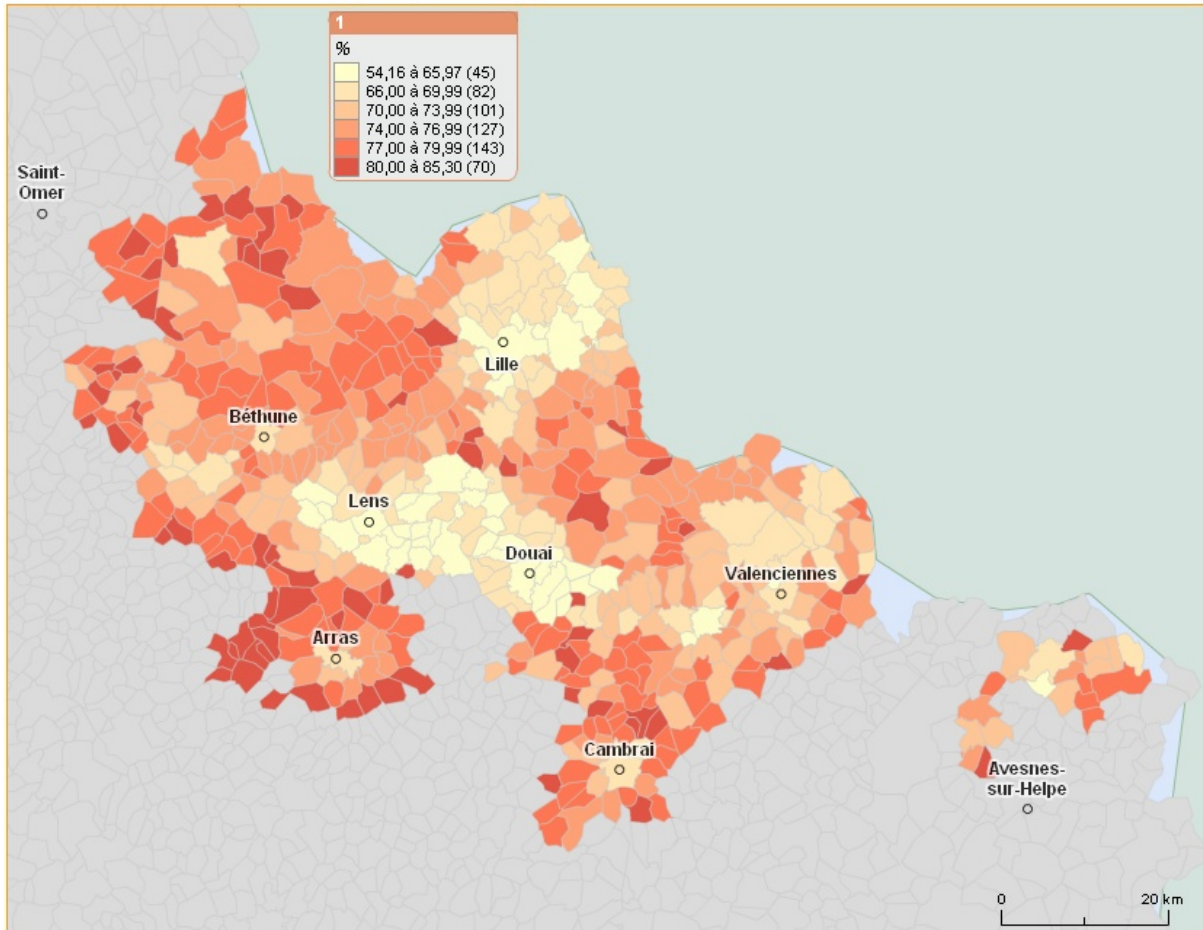 1
%
54,16 à 65,97 (45)
66,00 à 69,99 (82)
70,00 à 73,99 (101)
74,00 à 76,99 (127)
77,00 à 79,99 (143)
80,00 à 85,30 (70)
Saint-
Omer
Lille
Béthune
Lens
Douai
Valenciennes
Arras
Cambrai
Avesnes-
sur-Helpe
0 20 km